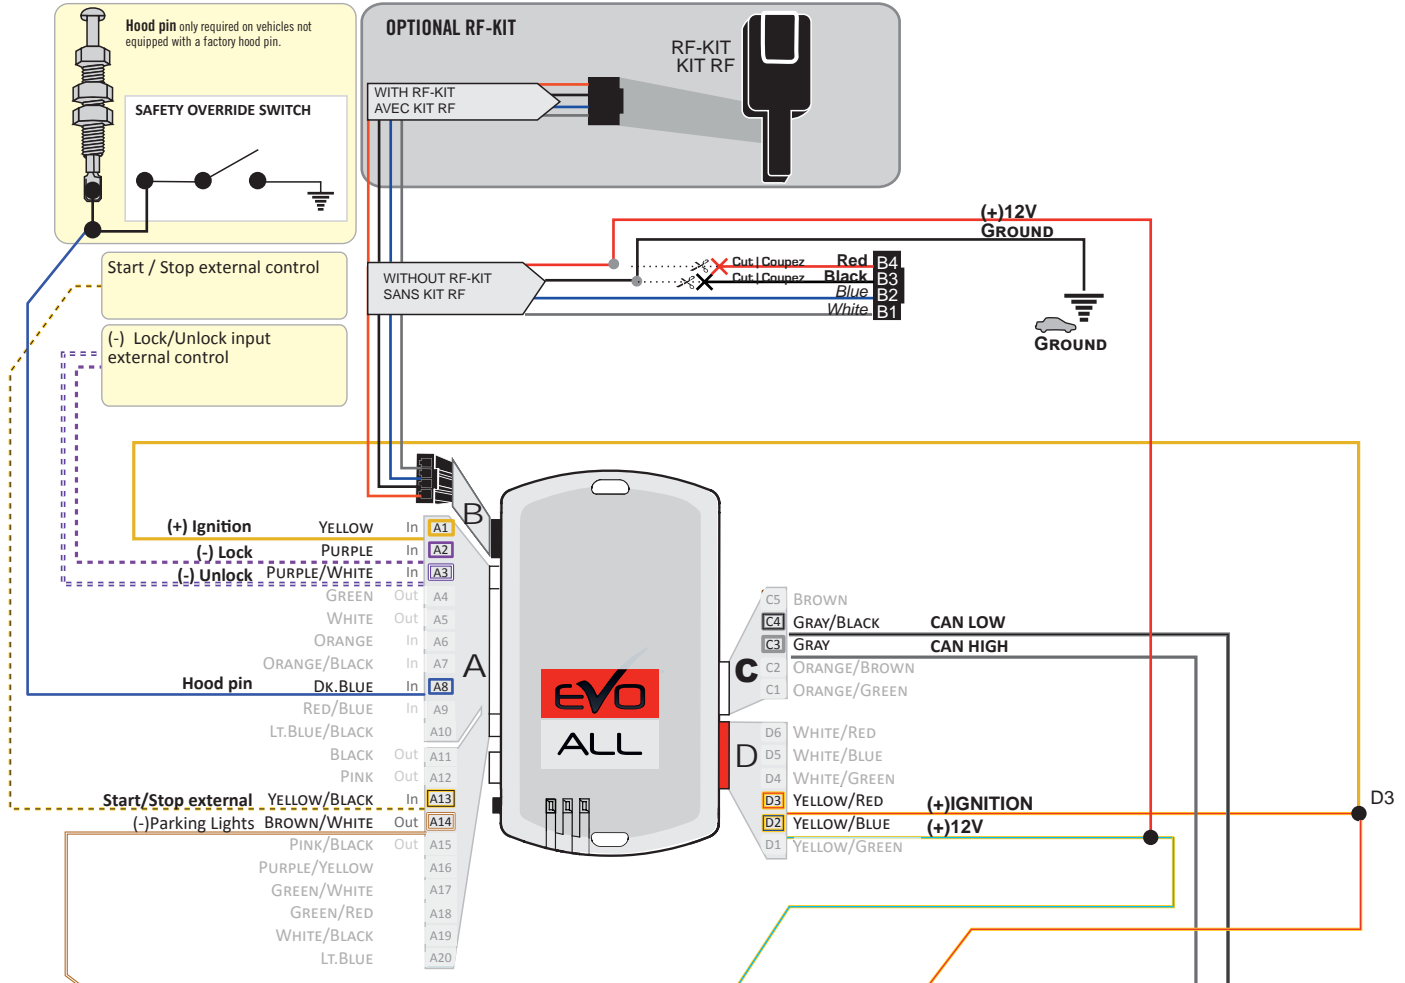 Hood pin only required on vehicles not
equipped with a factory hood pin.
SAFETY OVERRIDE SWITCH
OPTIONAL RF-KIT
RF-KIT
KIT RF
WITH RF-KIT
AVEC KIT RF
Start / Stop external control
(-) Lock/Unlock input
external control
WITHOUT RF-KIT
SANS KIT RF
(+)12V
GROUND
Cut | Coupez Red B4
Cut | Coupez Black B3
Blue B2
White B1
GROUND
B
A
(+) Ignition YELLOW In A1
(-) Lock PURPLE In A2
(-) Unlock PURPLE/WHITE In A3
GREEN Out A4
WHITE Out A5
ORANGE In A6
ORANGE/BLACK In A7
Hood pin DK.BLUE In A8
RED/BLUE In A9
LT.BLUE/BLACK A10
BLACK Out A11
PINK Out A12
Start/Stop external YELLOW/BLACK In A13
(-)Parking Lights BROWN/WHITE Out A14
PINK/BLACK Out A15
PURPLE/YELLOW A16
GREEN/WHITE A17
GREEN/RED A18
WHITE/BLACK A19
LT.BLUE A20
EVO
ALL
C
C5 BROWN
C4 GRAY/BLACK CAN LOW
C3 GRAY CAN HIGH
C2 ORANGE/BROWN
C1 ORANGE/GREEN
D
D6 WHITE/RED
D5 WHITE/BLUE
D4 WHITE/GREEN
D3 YELLOW/RED (+)IGNITION
D2 YELLOW/BLUE (+)12V
D1 YELLOW/GREEN
D3